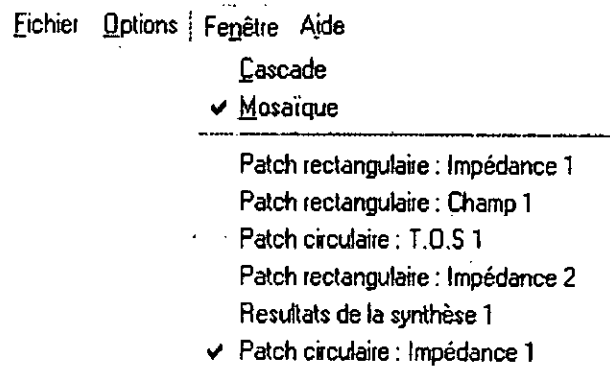 Fichier Options Fenêtre Aide
Cascade
✔ Mosaïque
Patch rectangulaire : Impédance 1
Patch rectangulaire : Champ 1
Patch circulaire : T.O.S 1
Patch rectangulaire : Impédance 2
Resultats de la synthèse 1
✔ Patch circulaire : Impédance 1